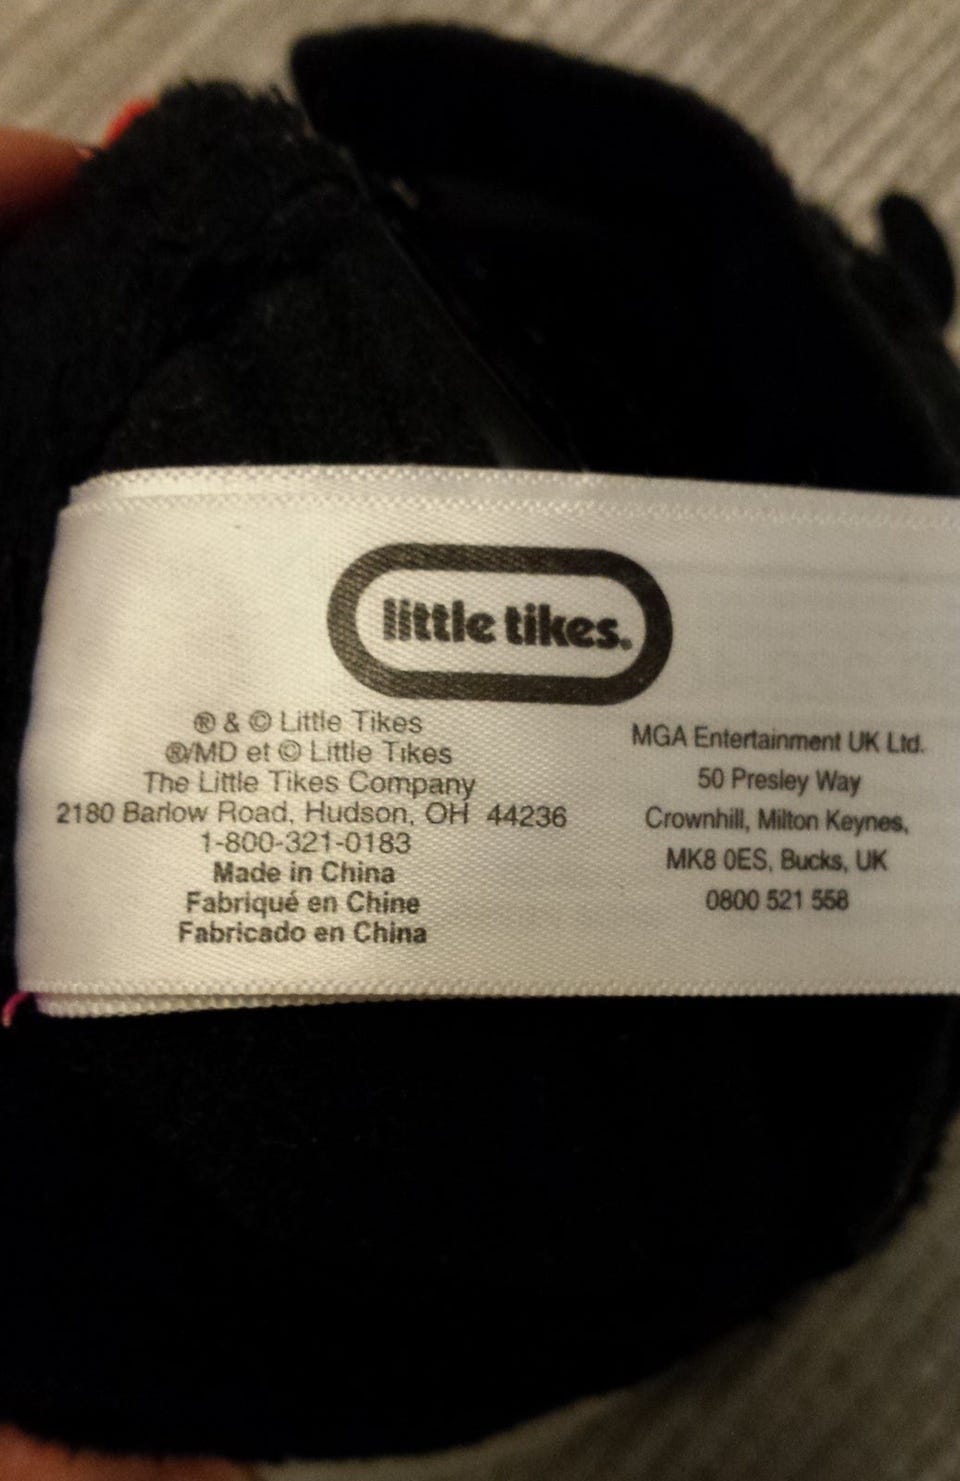 little tikes.
® & © Little Tikes
®/MD et © Little Tikes
The Little Tikes Company
2180 Barlow Road, Hudson, OH 44236
1-800-321-0183
Made in China
Fabriqué en Chine
Fabricado en China
MGA Entertainment UK Ltd.
50 Presley Way
Crownhill, Milton Keynes,
MK8 0ES, Bucks, UK
0800 521 558